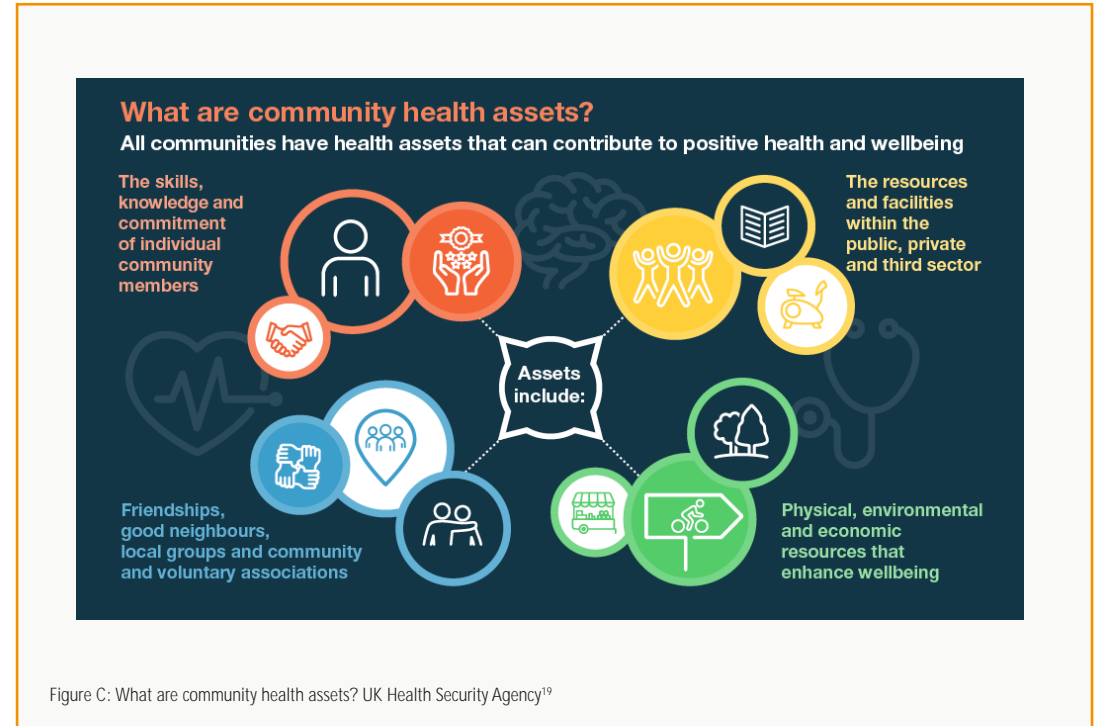 What are community health assets?
All communities have health assets that can contribute to positive health and wellbeing
The skills,
knowledge and
commitment
of individual
community
members
The resources
and facilities
within the
public, private
and third sector
Assets
include:
Friendships,
good neighbours,
local groups and community
and voluntary associations
Physical, environmental
and economic
resources that
enhance wellbeing
Figure C: What are community health assets? UK Health Security Agency¹⁹